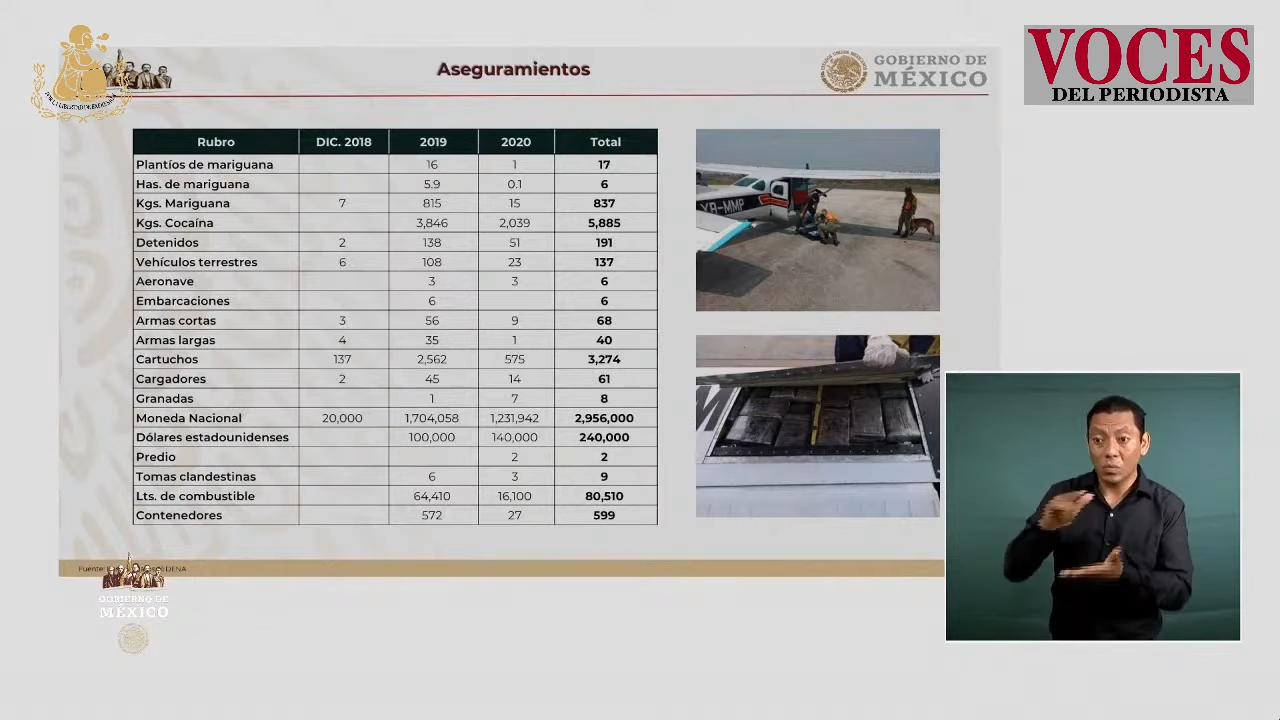 VOCES
DEL PERIODISTA
Aseguramientos
GOBIERNO DE
MÉXICO
Rubro DIC. 2018 2019 2020 Total
Plantíos de mariguana 16 1 17
Has. de mariguana 5.9 0.1 6
Kgs. Mariguana 7 815 15 837
Kgs. Cocaína 3,846 2,039 5,885
Detenidos 2 138 51 191
Vehículos terrestres 6 108 23 137
Aeronave 3 3 6
Embarcaciones 6 6
Armas cortas 3 56 9 68
Armas largas 4 35 1 40
Cartuchos 137 2,562 575 3,274
Cargadores 2 45 14 61
Granadas 1 7 8
Moneda Nacional 20,000 1,704,058 1,231,942 2,956,000
Dólares estadounidenses 100,000 140,000 240,000
Predio 2 2
Tomas clandestinas 6 3 9
Lts. de combustible 64,410 16,100 80,510
Contenedores 572 27 599
Fuente:
GOBIERNO DE
MÉXICO